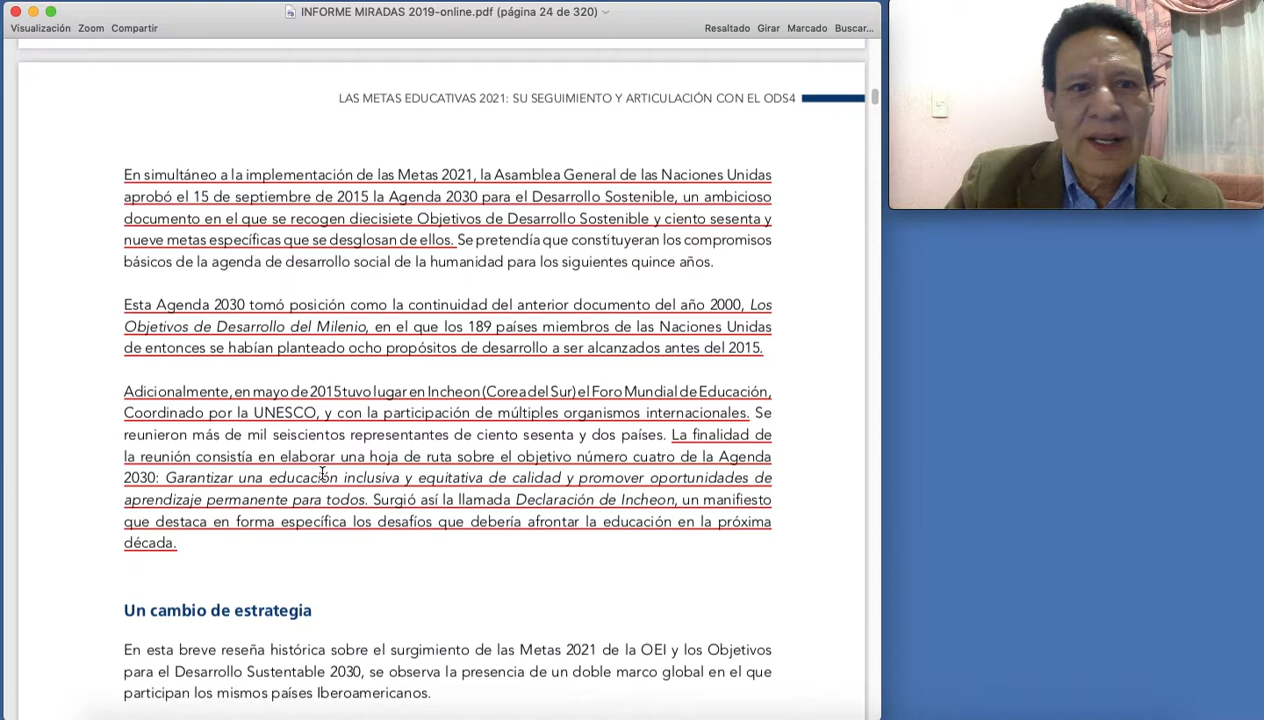 INFORME MIRADAS 2019-online.pdf (página 24 de 320)
Visualización Zoom Compartir Resaltado Girar Marcado Buscar...
LAS METAS EDUCATIVAS 2021: SU SEGUIMIENTO Y ARTICULACIÓN CON EL ODS4
En simultáneo a la implementación de las Metas 2021, la Asamblea General de las Naciones Unidas
aprobó el 15 de septiembre de 2015 la Agenda 2030 para el Desarrollo Sostenible, un ambicioso
documento en el que se recogen diecisiete Objetivos de Desarrollo Sostenible y ciento sesenta y
nueve metas específicas que se desglosan de ellos. Se pretendía que constituyeran los compromisos
básicos de la agenda de desarrollo social de la humanidad para los siguientes quince años.
Esta Agenda 2030 tomó posición como la continuidad del anterior documento del año 2000, Los
Objetivos de Desarrollo del Milenio, en el que los 189 países miembros de las Naciones Unidas
de entonces se habían planteado ocho propósitos de desarrollo a ser alcanzados antes del 2015.
Adicionalmente, en mayo de 2015 tuvo lugar en Incheon (Corea del Sur) el Foro Mundial de Educación,
Coordinado por la UNESCO, y con la participación de múltiples organismos internacionales. Se
reunieron más de mil seiscientos representantes de ciento sesenta y dos países. La finalidad de
la reunión consistía en elaborar una hoja de ruta sobre el objetivo número cuatro de la Agenda
2030: Garantizar una educación inclusiva y equitativa de calidad y promover oportunidades de
aprendizaje permanente para todos. Surgió así la llamada Declaración de Incheon, un manifiesto
que destaca en forma específica los desafíos que debería afrontar la educación en la próxima
década.
Un cambio de estrategia
En esta breve reseña histórica sobre el surgimiento de las Metas 2021 de la OEI y los Objetivos
para el Desarrollo Sustentable 2030, se observa la presencia de un doble marco global en el que
participan los mismos países Iberoamericanos.